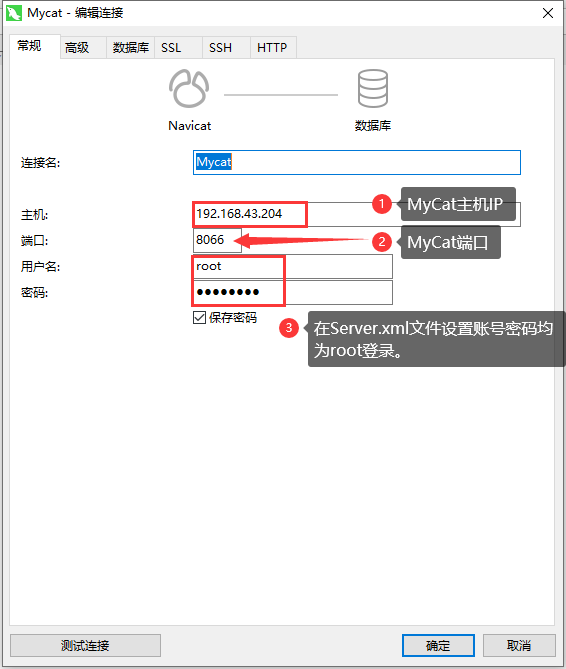 Mycat - 编辑连接
常规 高级 数据库 SSL SSH HTTP
Navicat 数据库
连接名: Mycat
主机: 192.168.43.204 1 MyCat主机IP
端口: 8066 2 MyCat端口
用户名: root
密码: ●●●●●●●●
保存密码
3 在Server.xml文件设置账号密码均
为root登录。
测试连接 确定 取消